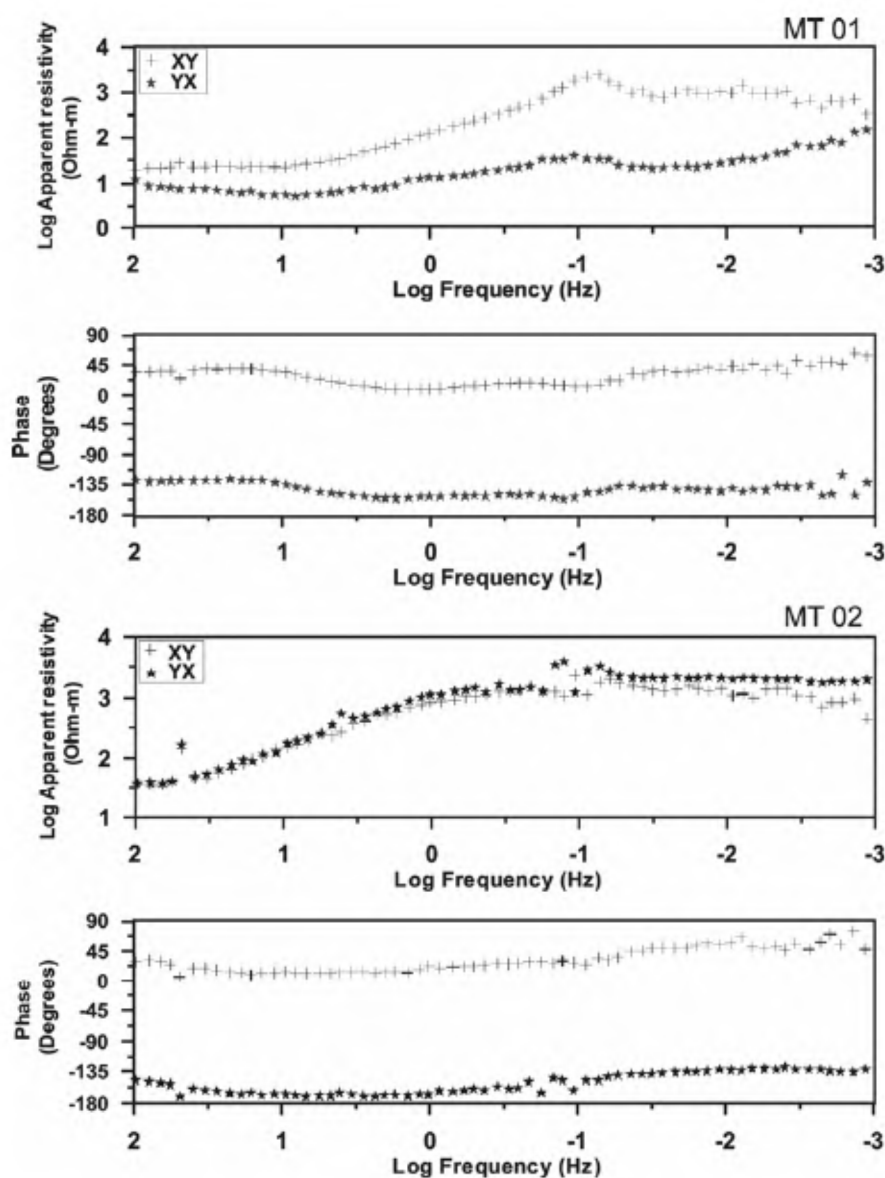 MT 01
Log Apparent resistivity
(Ohm-m)
4
3
2
1
0
XY
YX
2 1 0 -1 -2 -3
Log Frequency (Hz)
Phase
(Degrees)
90
45
0
-45
-90
-135
-180
2 1 0 -1 -2 -3
Log Frequency (Hz)
MT 02
Log Apparent resistivity
(Ohm-m)
4
3
2
1
XY
YX
2 1 0 -1 -2 -3
Log Frequency (Hz)
Phase
(Degrees)
90
45
0
-45
-90
-135
-180
2 1 0 -1 -2 -3
Log Frequency (Hz)